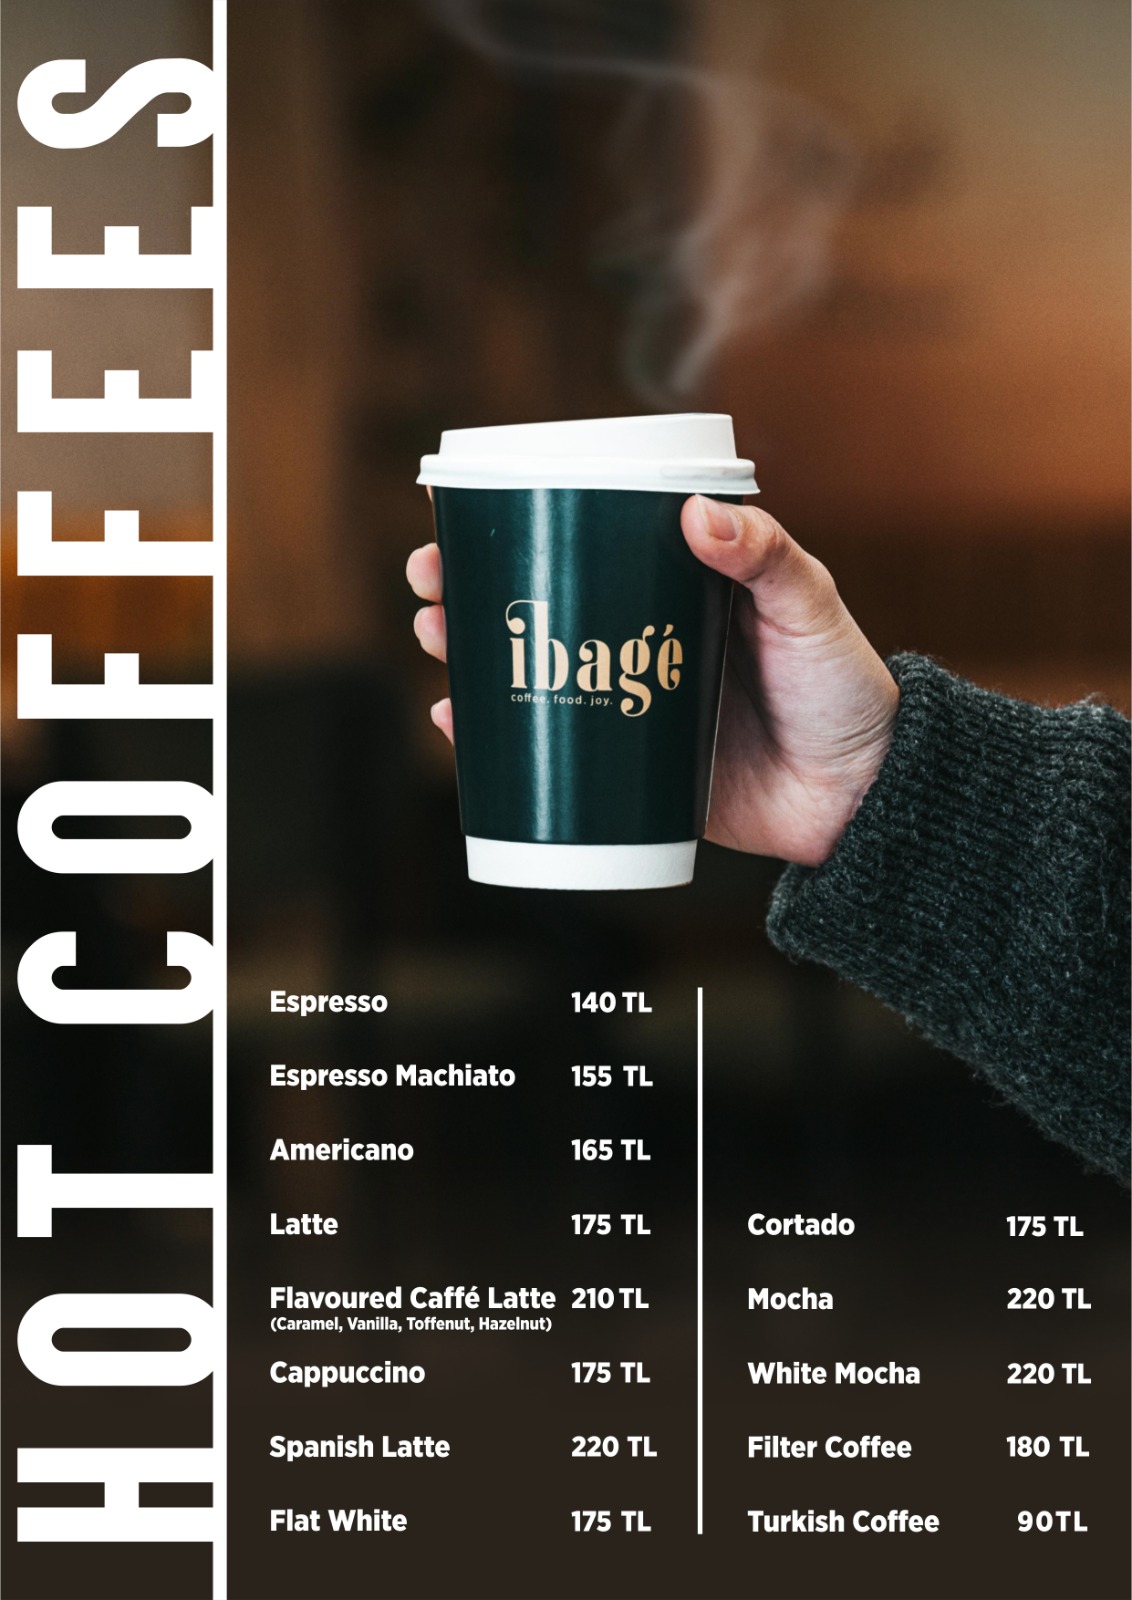 HOT COFFEES
ibagé
coffee. food. joy.
Espresso 140 TL
Espresso Machiato 155 TL
Americano 165 TL
Latte 175 TL
Flavoured Caffé Latte 210 TL
(Caramel, Vanilla, Toffenut, Hazelnut)
Cappuccino 175 TL
Spanish Latte 220 TL
Flat White 175 TL
Cortado 175 TL
Mocha 220 TL
White Mocha 220 TL
Filter Coffee 180 TL
Turkish Coffee 90TL